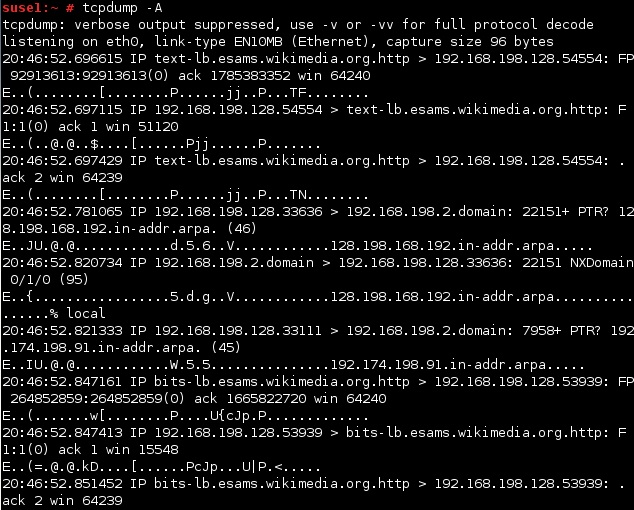 suse1:~ # tcpdump -A
tcpdump: verbose output suppressed, use -v or -vv for full protocol decode
listening on eth0, link-type EN10MB (Ethernet), capture size 96 bytes
20:46:52.696615 IP text-lb.esams.wikimedia.org.http > 192.168.198.128.54554: FP
 92913613:92913613(0) ack 1785383352 win 64240
E..(........[........P......jj..P...TF........
20:46:52.697115 IP 192.168.198.128.54554 > text-lb.esams.wikimedia.org.http: F
1:1(0) ack 1 win 51120
E..(..@.@..$....[......Pjj......P.......
20:46:52.697429 IP text-lb.esams.wikimedia.org.http > 192.168.198.128.54554: .
ack 2 win 64239
E..(........[........P......jj..P...TN........
20:46:52.781065 IP 192.168.198.128.33636 > 192.168.198.2.domain: 22151+ PTR? 12
8.198.168.192.in-addr.arpa. (46)
E..JU.@.@............d.5.6..V............128.198.168.192.in-addr.arpa.....
20:46:52.820734 IP 192.168.198.2.domain > 192.168.198.128.33636: 22151 NXDomain
 0/1/0 (95)
E..{.................5.d.g..V............128.198.168.192.in-addr.arpa...........
......% local
20:46:52.821333 IP 192.168.198.128.33111 > 192.168.198.2.domain: 7958+ PTR? 192
.174.198.91.in-addr.arpa. (45)
E..IU.@.@............W.5.5...............192.174.198.91.in-addr.arpa.....
20:46:52.847161 IP bits-lb.esams.wikimedia.org.http > 192.168.198.128.53939: FP
 264852859:264852859(0) ack 1665822720 win 64240
E..(.......w[........P....U{cJp.P.............
20:46:52.847413 IP 192.168.198.128.53939 > bits-lb.esams.wikimedia.org.http: F
1:1(0) ack 1 win 15548
E..(=.@.@.kD....[......PcJp...U|P.<.....
20:46:52.851452 IP bits-lb.esams.wikimedia.org.http > 192.168.198.128.53939: .
ack 2 win 64239